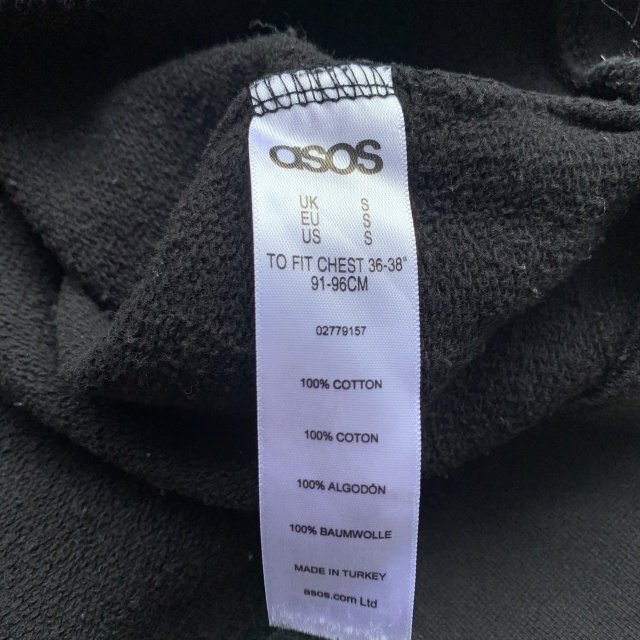 asos
UK S
EU S
US S
TO FIT CHEST 36-38"
91-96CM
02779157
100% COTTON
100% COTON
100% ALGODÓN
100% BAUMWOLLE
MADE IN TURKEY
asos.com Ltd